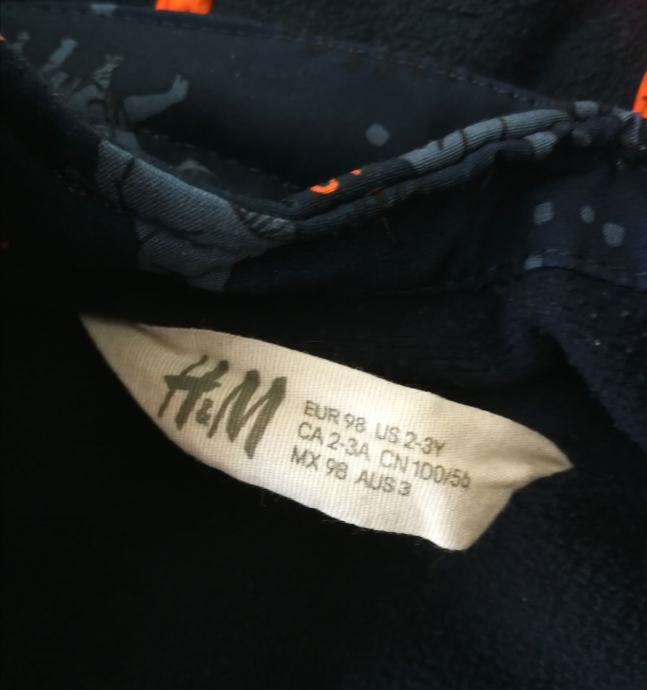 H&M
EUR 98 US 2-3Y
CA 2-3A CN 100/56
MX 98 AUS 3